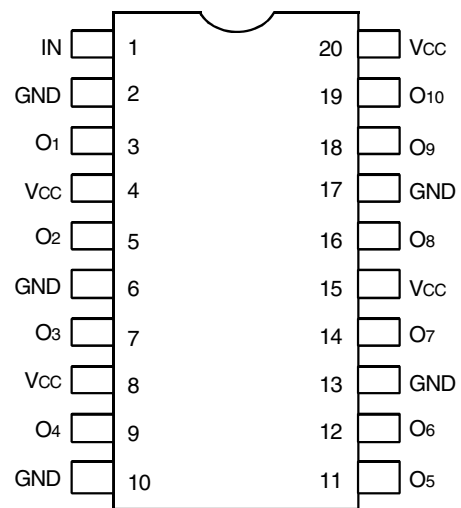 IN 1 20 VCC
GND 2 19 O10
O1 3 18 O9
VCC 4 17 GND
O2 5 16 O8
GND 6 15 VCC
O3 7 14 O7
VCC 8 13 GND
O4 9 12 O6
GND 10 11 O5